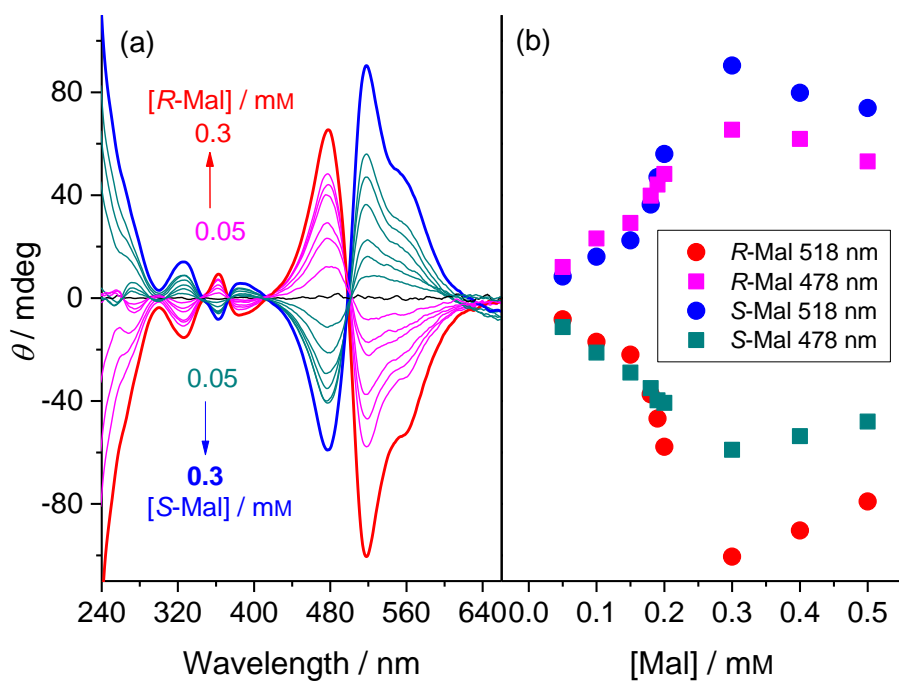 (a)
(b)
[R-Mal] / mM
0.3
0.05
0.05
0.3
[S-Mal] / mM
θ / mdeg
80
40
0
-40
-80
240 320 400 480 560 640
Wavelength / nm
R-Mal 518 nm
R-Mal 478 nm
S-Mal 518 nm
S-Mal 478 nm
0.0 0.1 0.2 0.3 0.4 0.5
[Mal] / mM